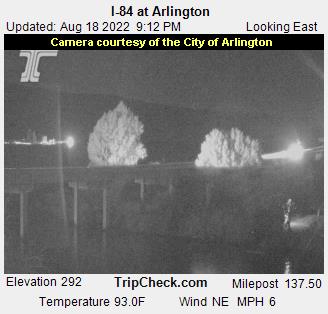 I-84 at Arlington
Updated: Aug 18 2022 9:12 PM Looking East
Camera courtesy of the City of Arlington
Elevation 292 TripCheck.com Milepost 137.50
Temperature 93.0F Wind NE MPH 6